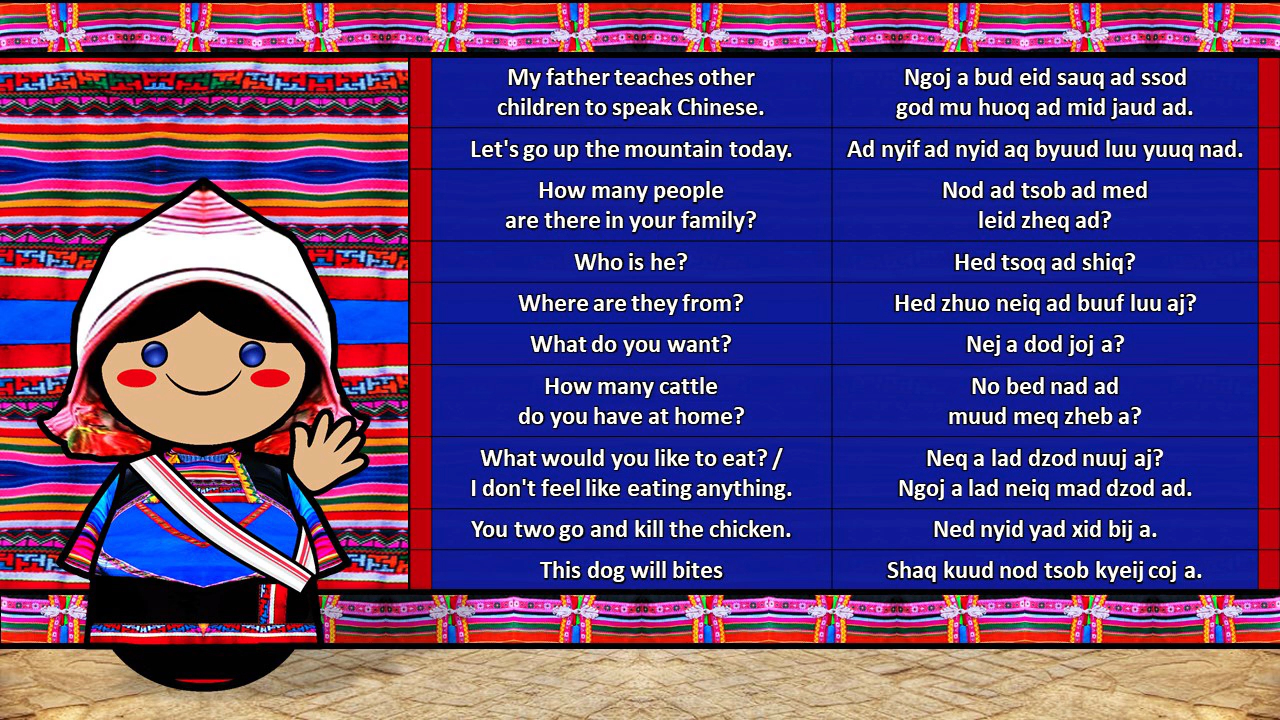 My father teaches other
children to speak Chinese.
Ngoj a bud eid sauq ad ssod
god mu huoq ad mid jaud ad.
Let's go up the mountain today.
Ad nyif ad nyid aq byuud luu yuuq nad.
How many people
are there in your family?
Nod ad tsob ad med
leid zheq ad?
Who is he?
Hed tsoq ad shiq?
Where are they from?
Hed zhuo neiq ad buuf luu aj?
What do you want?
Nej a dod joj a?
How many cattle
do you have at home?
No bed nad ad
muud meq zheb a?
What would you like to eat? /
I don't feel like eating anything.
Neq a lad dzod nuuj aj?
Ngoj a lad neiq mad dzod ad.
You two go and kill the chicken.
Ned nyid yad xid bij a.
This dog will bites
Shaq kuud nod tsob kyeij coj a.